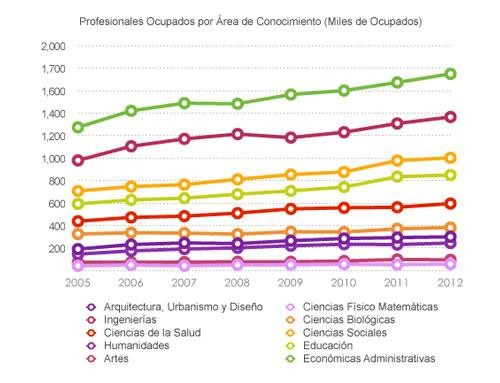 Profesionales Ocupados por Área de Conocimiento (Miles de Ocupados)
2,000
1,700
1,600
1,400
1,200
1,000
800
600
400
200
2005 2006 2007 2008 2009 2010 2011 2012
Arquitectura, Urbanismo y Diseño
Ciencias Físico Matemáticas
Ingenierías
Ciencias Biológicas
Ciencias de la Salud
Ciencias Sociales
Humanidades
Educación
Artes
Económicas Administrativas